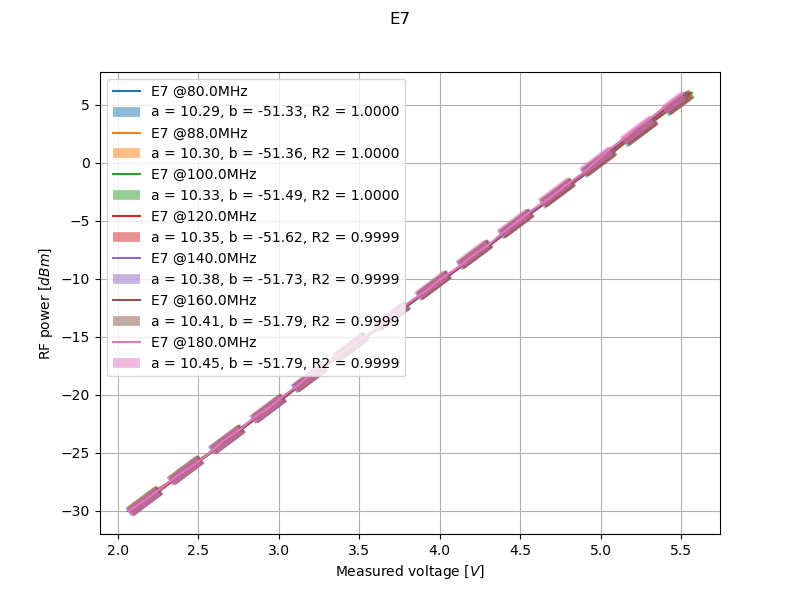 E7
E7 @80.0MHz
a = 10.29, b = -51.33, R2 = 1.0000
E7 @88.0MHz
a = 10.30, b = -51.36, R2 = 1.0000
E7 @100.0MHz
a = 10.33, b = -51.49, R2 = 1.0000
E7 @120.0MHz
a = 10.35, b = -51.62, R2 = 0.9999
E7 @140.0MHz
a = 10.38, b = -51.73, R2 = 0.9999
E7 @160.0MHz
a = 10.41, b = -51.79, R2 = 0.9999
E7 @180.0MHz
a = 10.45, b = -51.79, R2 = 0.9999
5
0
−5
−10
−15
−20
−25
−30
RF power [dBm]
2.0 2.5 3.0 3.5 4.0 4.5 5.0 5.5
Measured voltage [V]